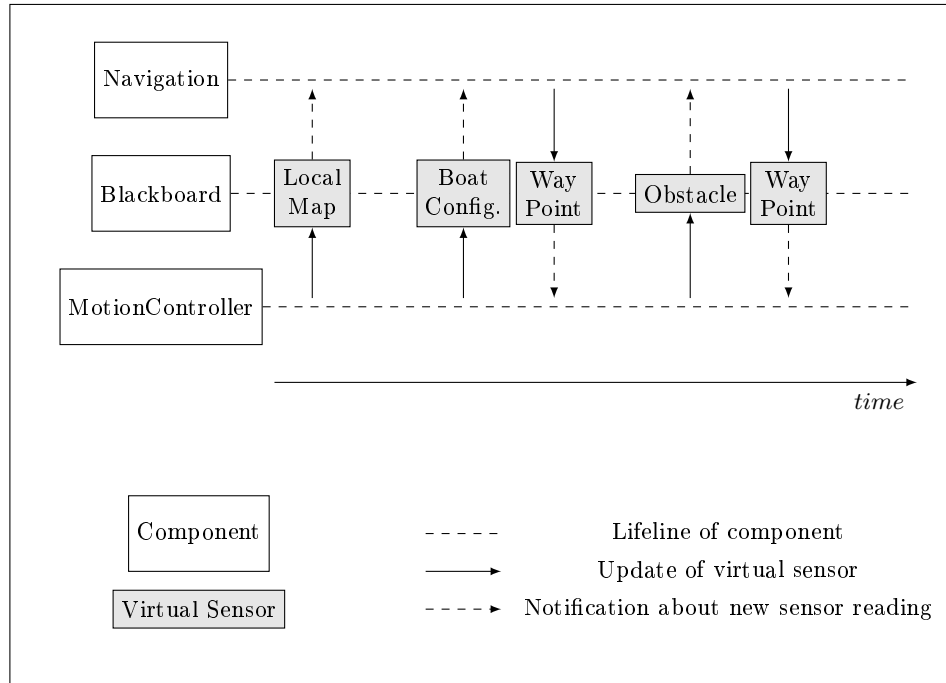 Navigation
Blackboard
Local
Map
Boat
Config.
Way
Point
Obstacle
Way
Point
MotionController
time
Component
Lifeline of component
Update of virtual sensor
Virtual Sensor
Notification about new sensor reading